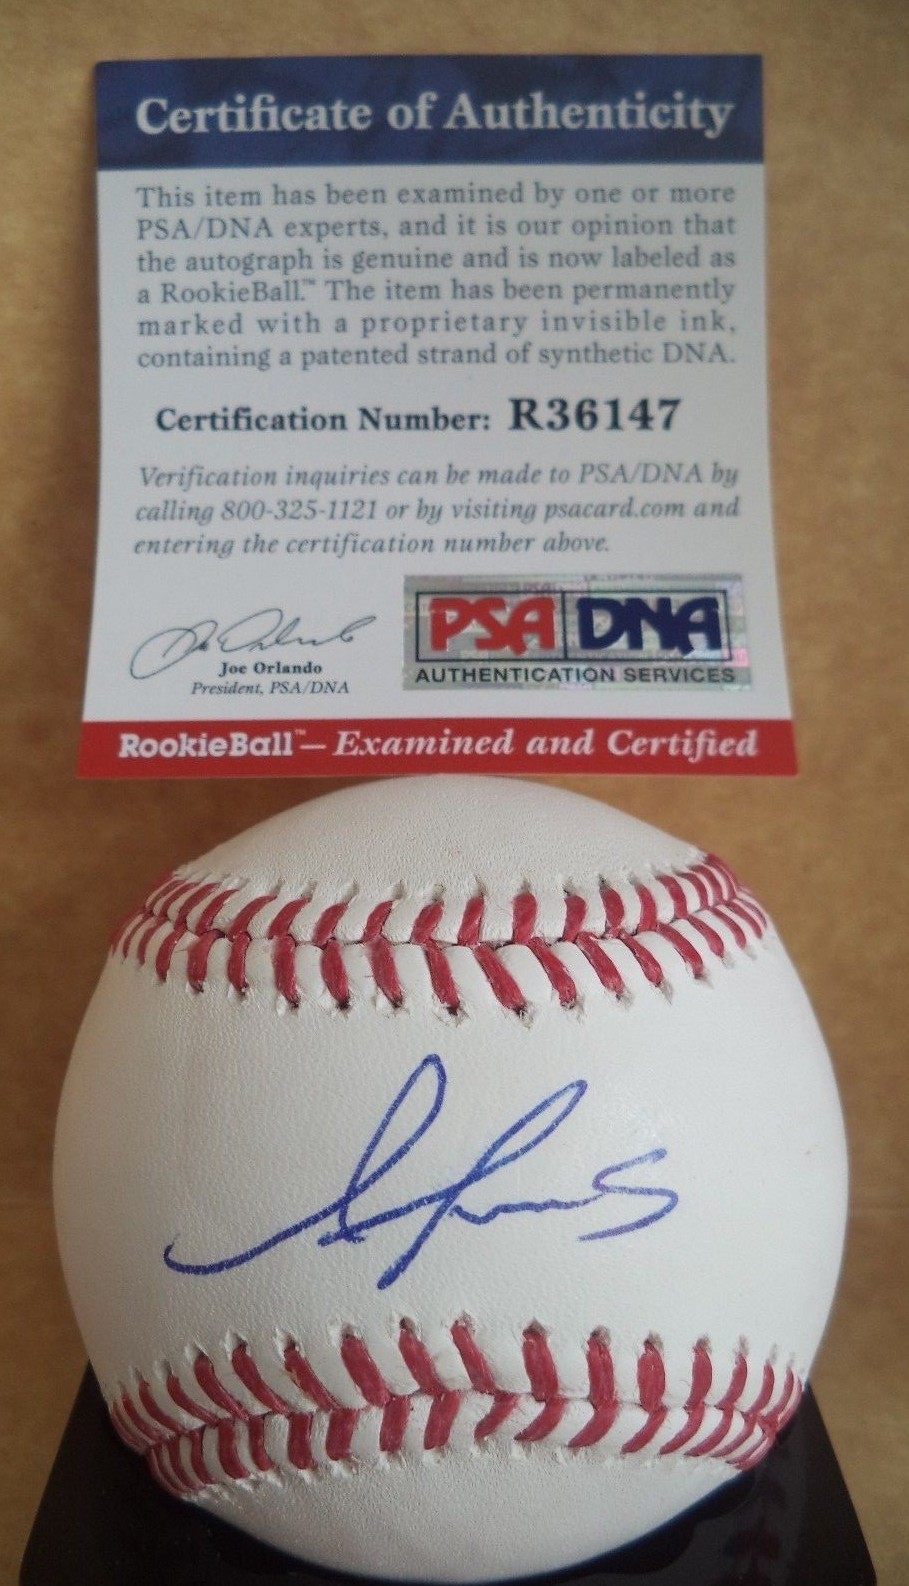 Certificate of Authenticity
This item has been examined by one or more
PSA/DNA experts, and it is our opinion that
the autograph is genuine and is now labeled as
a RookieBall.™ The item has been permanently
marked with a proprietary invisible ink,
containing a patented strand of synthetic DNA.
Certification Number: R36147
Verification inquiries can be made to PSA/DNA by
calling 800-325-1121 or by visiting psacard.com and
entering the certification number above.
Joe Orlando
President, PSA/DNA
PSA DNA
AUTHENTICATION SERVICES
RookieBall™— Examined and Certified